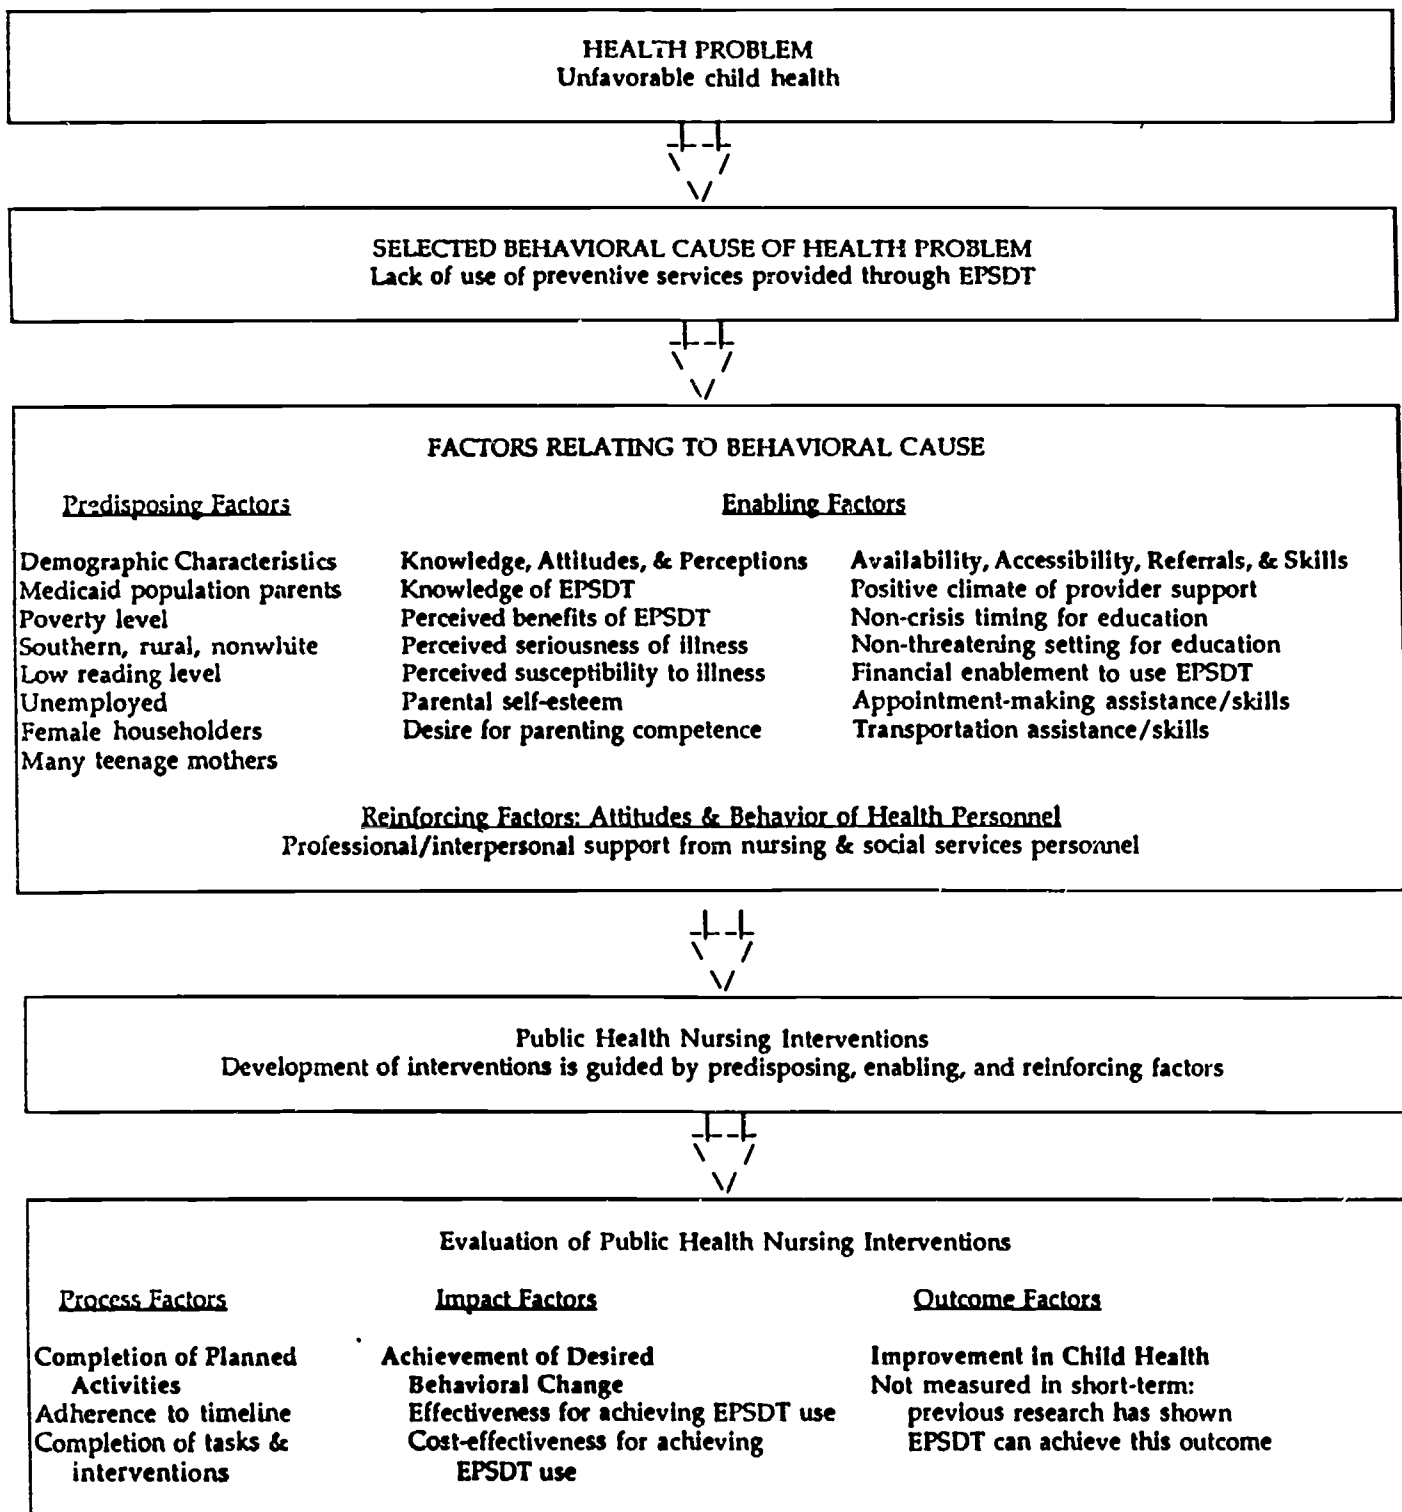 HEALTH PROBLEM
Unfavorable child health
SELECTED BEHAVIORAL CAUSE OF HEALTH PROBLEM
Lack of use of preventive services provided through EPSDT
FACTORS RELATING TO BEHAVIORAL CAUSE
Predisposing Factors
Demographic Characteristics
Medicaid population parents
Poverty level
Southern, rural, nonwhite
Low reading level
Unemployed
Female householders
Many teenage mothers
Enabling Factors
Knowledge, Attitudes, & Perceptions
Knowledge of EPSDT
Perceived benefits of EPSDT
Perceived seriousness of illness
Perceived susceptibility to illness
Parental self-esteem
Desire for parenting competence
Availability, Accessibility, Referrals, & Skills
Positive climate of provider support
Non-crisis timing for education
Non-threatening setting for education
Financial enablement to use EPSDT
Appointment-making assistance/skills
Transportation assistance/skills
Reinforcing Factors: Attitudes & Behavior of Health Personnel
Professional/interpersonal support from nursing & social services personnel
Public Health Nursing Interventions
Development of interventions is guided by predisposing, enabling, and reinforcing factors
Evaluation of Public Health Nursing Interventions
Process Factors
Completion of Planned
Activities
Adherence to timeline
Completion of tasks &
interventions
Impact Factors
Achievement of Desired
Behavioral Change
Effectiveness for achieving EPSDT use
Cost-effectiveness for achieving
EPSDT use
Outcome Factors
Improvement in Child Health
Not measured in short-term:
previous research has shown
EPSDT can achieve this outcome